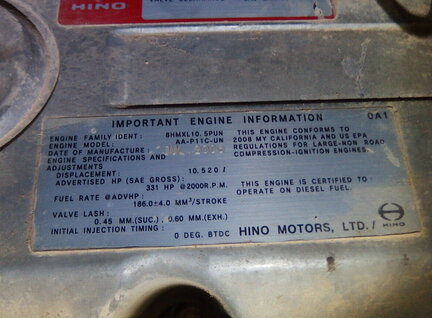 HINO
IMPORTANT ENGINE INFORMATION 0A1
ENGINE FAMILY IDENT: 8HMXL10.5PUN
ENGINE MODEL: AA-P11C-UN
DATE OF MANUFACTURE:
ENGINE SPECIFICATIONS AND
ADJUSTMENTS
DISPLACEMENT: 10.520l
ADVERTISED HP (SAE GROSS):
331 HP @2000R.P.M.
FUEL RATE @ADVHP:
186.0±4.0 MM³/STROKE
VALVE LASH:
0.45 MM.(SUC.), 0.60 MM.(EXH.)
INITIAL INJECTION TIMING: 0 DEG. BTDC
THIS ENGINE CONFORMS TO
2008 MY CALIFORNIA AND US EPA
REGULATIONS FOR LARGE-NON ROAD
COMPRESSION-IGNITION ENGINES.
THIS ENGINE IS CERTIFIED TO
OPERATE ON DIESEL FUEL.
HINO MOTORS, LTD./ HINO